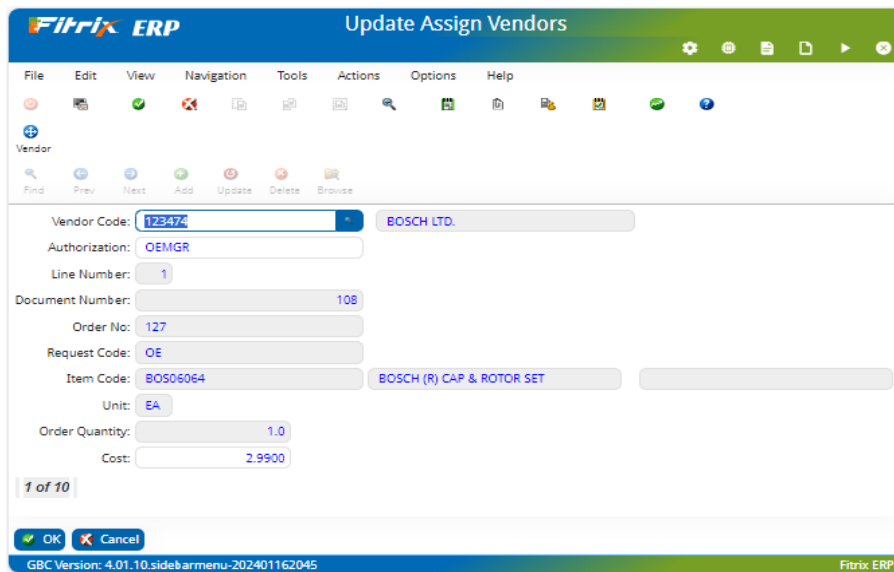 Fitrix ERP Update Assign Vendors
File Edit View Navigation Tools Actions Options Help
Vendor
Find Prev Next Add Update Delete Browse
Vendor Code: 123474 BOSCH LTD.
Authorization: OEMGR
Line Number: 1
Document Number: 108
Order No: 127
Request Code: OE
Item Code: BOS06064 BOSCH (R) CAP & ROTOR SET
Unit: EA
Order Quantity: 1.0
Cost: 2.9900
1 of 10
OK Cancel
GBC Version: 4.01.10.sidebarmenu-202401162045 Fitrix ERP